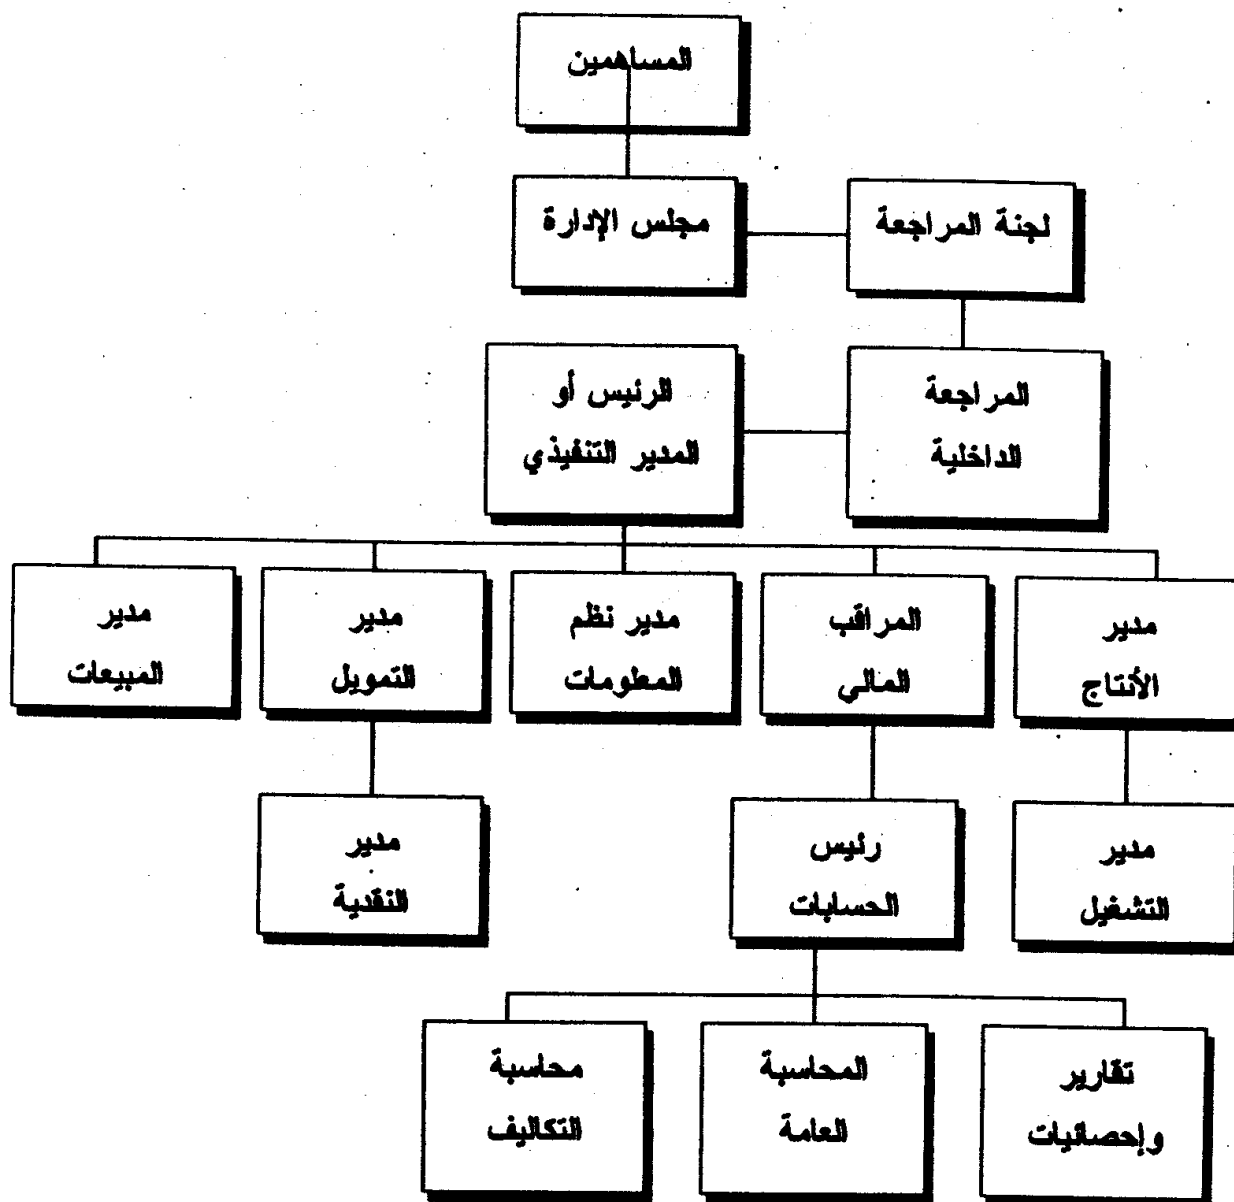 المساهمين
مجلس الإدارة
لجنة المراجعة
الرئيس أو
المدير التنفيذي
المراجعة
الداخلية
مدير
الأنتاج
المراقب
المالي
مدير نظم
المعلومات
مدير
التمويل
مدير
المبيعات
مدير
التشغيل
رئيس
الحسابات
مدير
النقدية
تقارير
وإحصائيات
المحاسبة
العامة
محاسبة
التكاليف